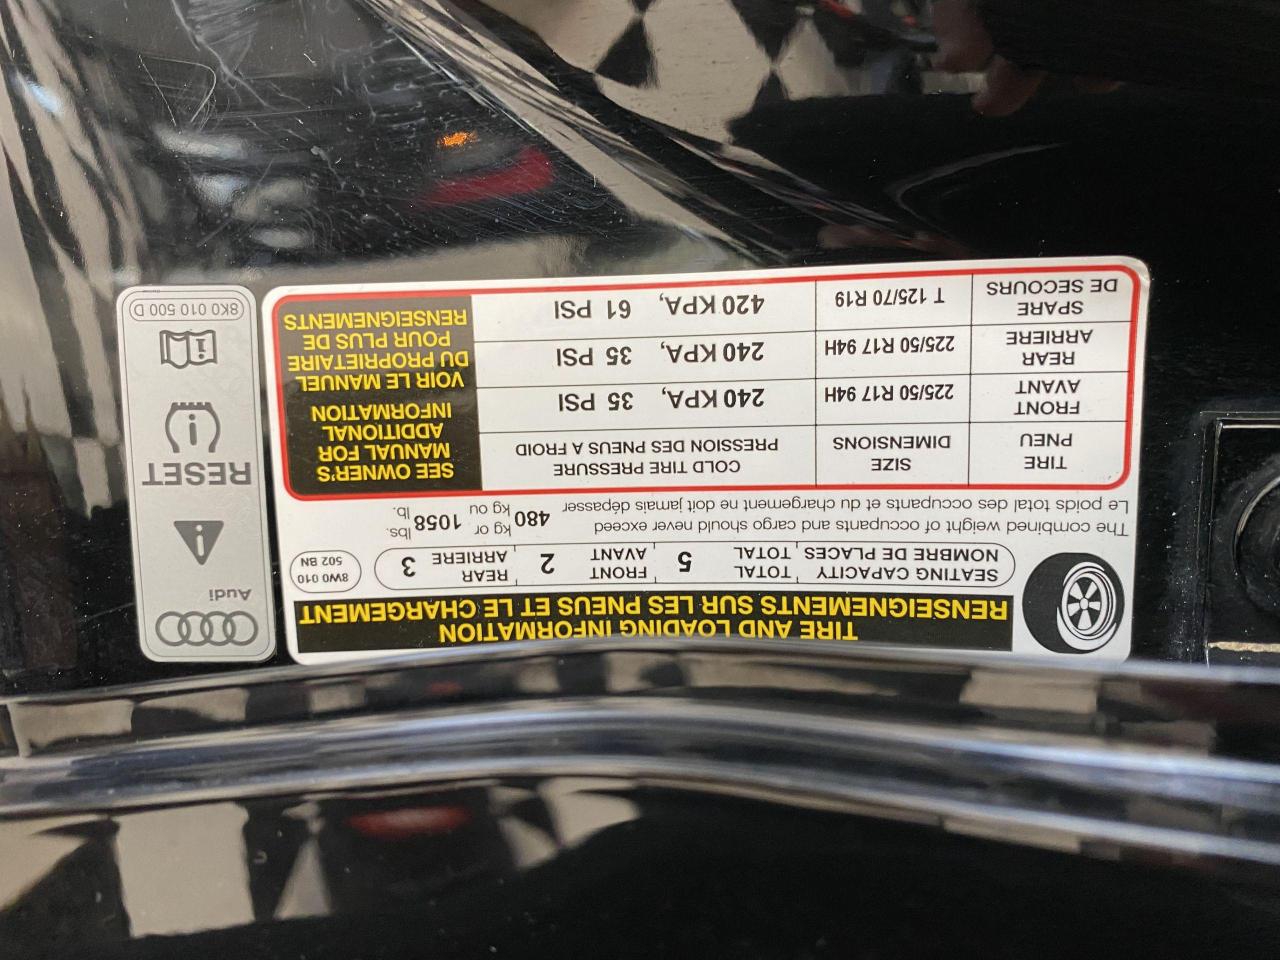 TIRE AND LOADING INFORMATION
RENSEIGNEMENTS SUR LES PNEUS ET LE CHARGEMENT
SEATING CAPACITY TOTAL FRONT REAR
NOMBRE DE PLACES TOTAL 5 AVANT 2 ARRIERE 3
8W0 010
502 BN
The combined weight of occupants and cargo should never exceed 480 kg or 1058 lbs.
Le poids total des occupants et du chargement ne doit jamais dépasser kg ou lb.
TIRE
PNEU
SIZE
DIMENSIONS
COLD TIRE PRESSURE
PRESSION DES PNEUS A FROID
FRONT
AVANT
225/50 R17 94H
240 KPA, 35 PSI
REAR
ARRIERE
225/50 R17 94H
240 KPA, 35 PSI
SPARE
DE SECOURS
T 125/70 R19
420 KPA, 61 PSI
SEE OWNER'S
MANUAL FOR
ADDITIONAL
INFORMATION
VOIR LE MANUEL
DU PROPRIETAIRE
POUR PLUS DE
RENSEIGNEMENTS
Audi
RESET
8K0 010 500 D